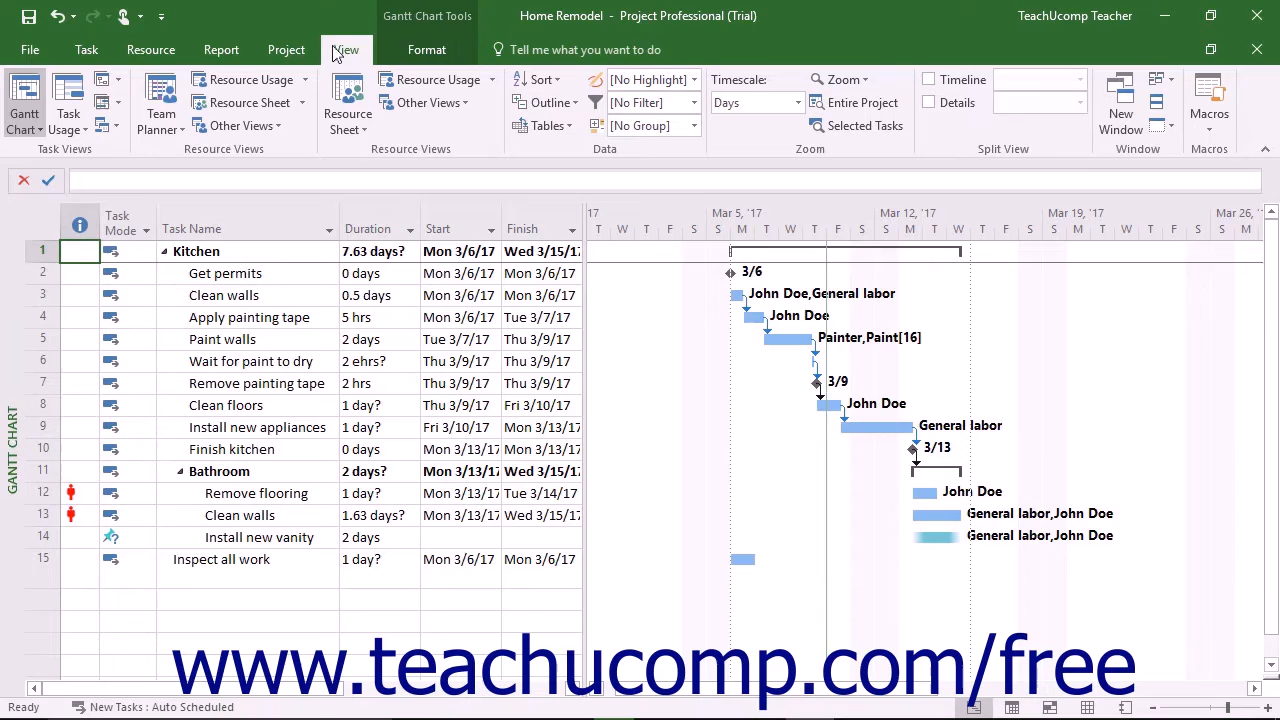 Gantt Chart Tools
Home Remodel - Project Professional (Trial)
TeachUcomp Teacher
File Task Resource Report Project View Format Tell me what you want to do
Gantt Chart
Task Usage
Task Views
Team Planner
Resource Usage
Resource Sheet
Other Views
Resource Views
Resource Sheet
Resource Usage
Other Views
Resource Views
Sort
Outline
Tables
[No Highlight]
[No Filter]
[No Group]
Data
Timescale:
Days
Zoom
Entire Project
Selected Tasks
Zoom
Timeline
Details
Split View
New Window
Window
Macros
Macros
Task Mode Task Name Duration Start Finish
17 Mar 5, '17 Mar 12, '17 Mar 19, '17 Mar 26, '1
T W T F S S M T W T F S S M T W T F S S M T W T F S S M
1 Kitchen 7.63 days? Mon 3/6/17 Wed 3/15/17
2 Get permits 0 days Mon 3/6/17 Mon 3/6/17 3/6
3 Clean walls 0.5 days Mon 3/6/17 Mon 3/6/17 John Doe,General labor
4 Apply painting tape 5 hrs Mon 3/6/17 Tue 3/7/17 John Doe
5 Paint walls 2 days Tue 3/7/17 Thu 3/9/17 Painter,Paint[16]
6 Wait for paint to dry 2 ehrs? Thu 3/9/17 Thu 3/9/17
7 Remove painting tape 2 hrs Thu 3/9/17 Thu 3/9/17 3/9
8 Clean floors 1 day? Thu 3/9/17 Fri 3/10/17 John Doe
9 Install new appliances 1 day? Fri 3/10/17 Mon 3/13/17 General labor
10 Finish kitchen 0 days Mon 3/13/17 Mon 3/13/17 3/13
11 Bathroom 2 days? Mon 3/13/17 Wed 3/15/17
12 Remove flooring 1 day? Mon 3/13/17 Tue 3/14/17 John Doe
13 Clean walls 1.63 days? Mon 3/13/17 Wed 3/15/17 General labor,John Doe
14 Install new vanity 2 days General labor,John Doe
15 Inspect all work 1 day? Mon 3/6/17 Mon 3/6/17
GANTT CHART
www.teachucomp.com/free
Ready New Tasks : Auto Scheduled